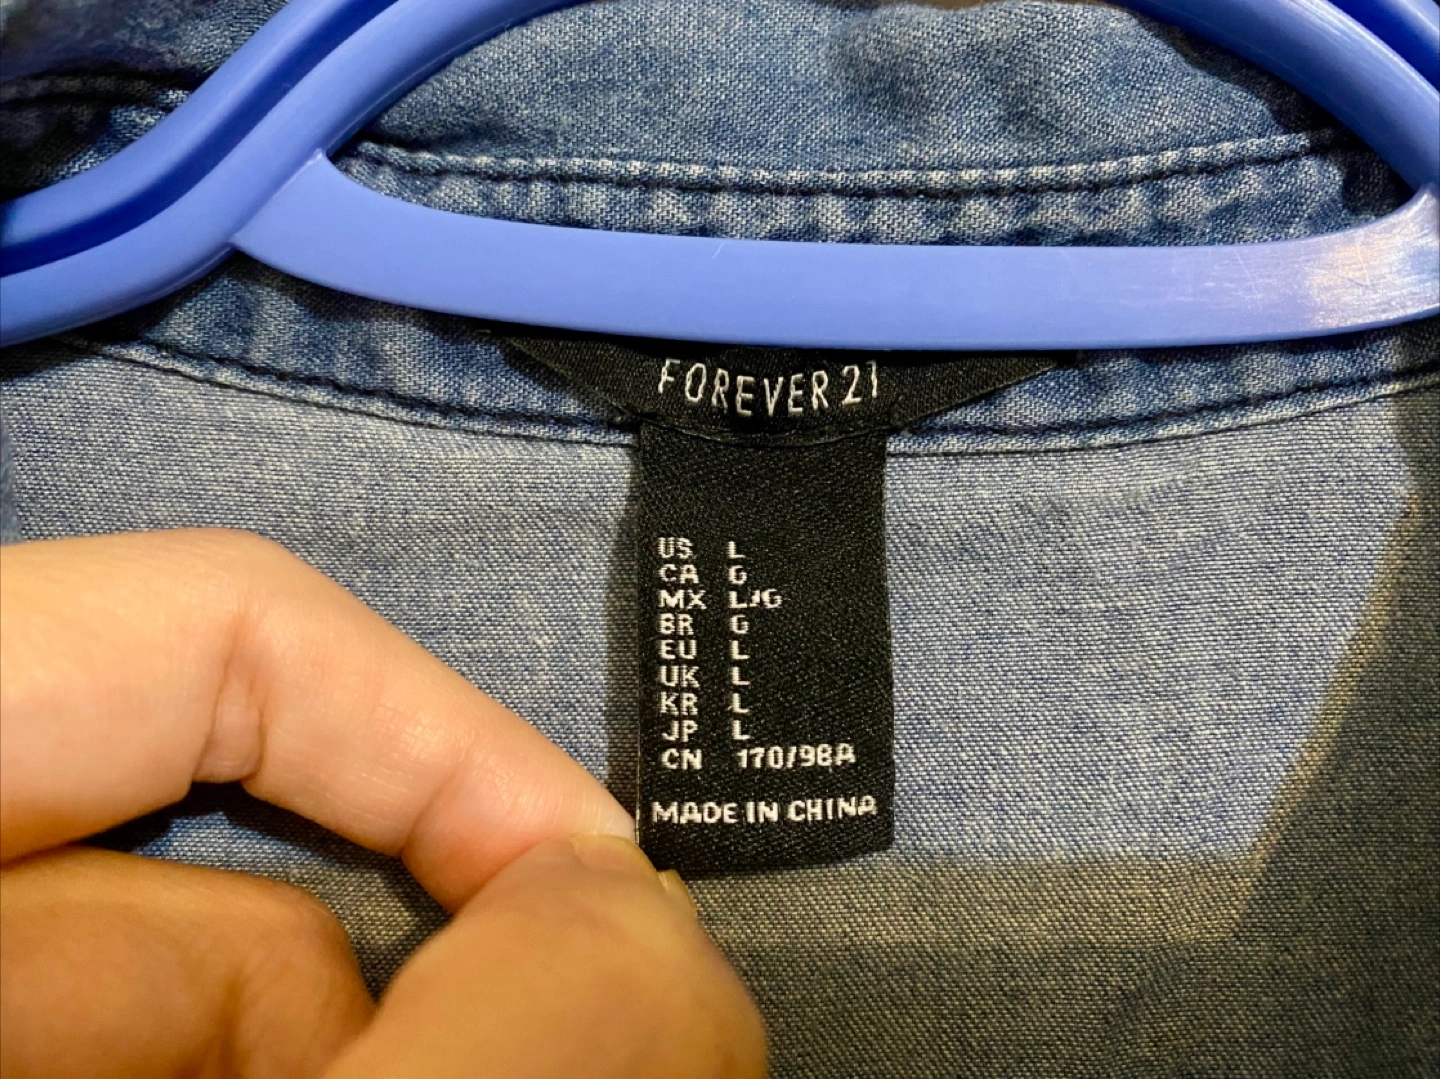 FOREVER 21
US L
CA G
MX L/G
BR G
EU L
UK L
KR L
JP L
CN 170/98A
MADE IN CHINA